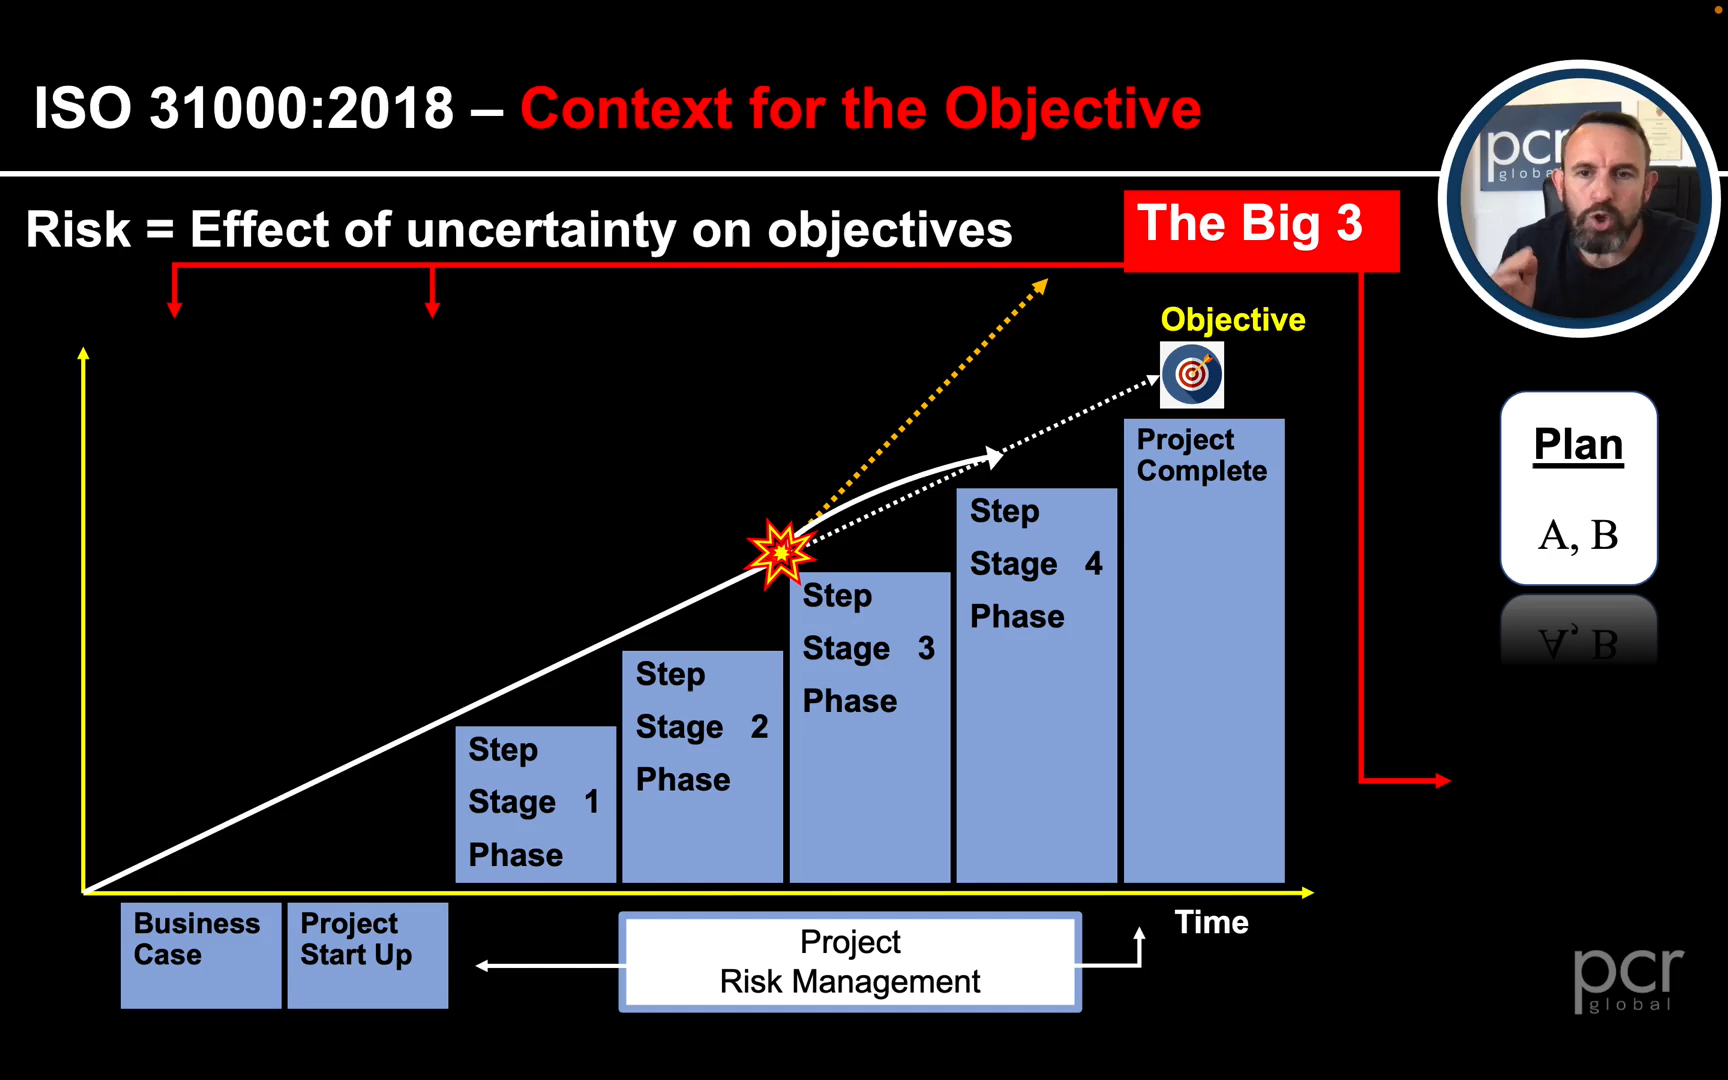 ISO 31000:2018 – Context for the Objective
pcr
global
Risk = Effect of uncertainty on objectives
The Big 3
Objective
Plan
A, B
A, B
Project
Complete
Step
Stage 4
Phase
Step
Stage 3
Phase
Step
Stage 2
Phase
Step
Stage 1
Phase
Business
Case
Project
Start Up
Project
Risk Management
Time
pcr
global